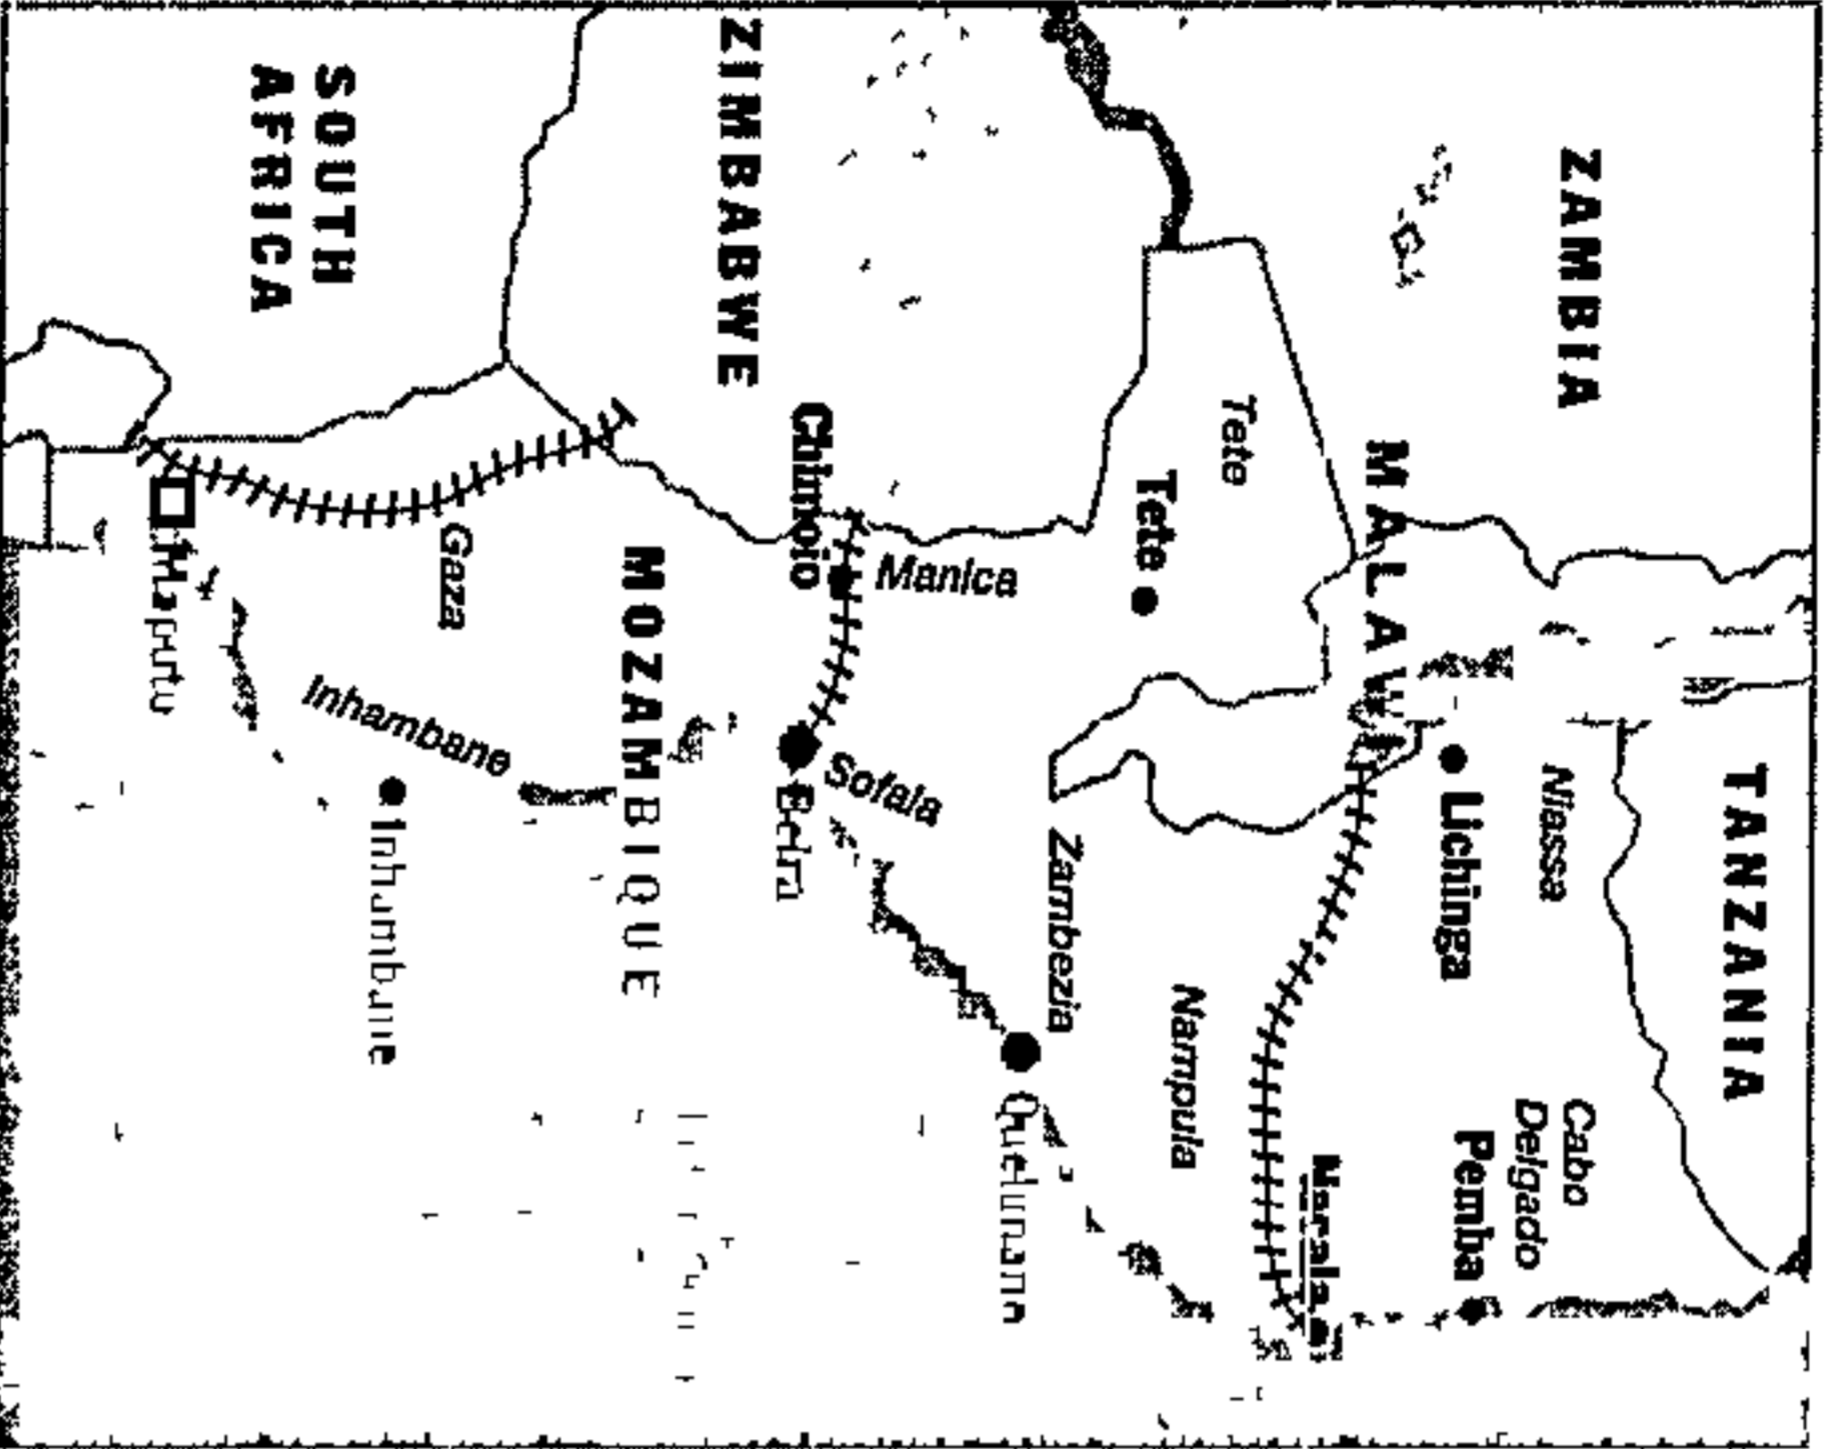 TANZANIA
ZAMBIA
Cabo
Delgado
Pemba
Niassa
Lichinga
MALAWI
Nampula
Tete
Tete
Zambezia
Quelimane
Manica
Sofala
Chimoio
Beira
ZIMBABWE
MOZAMBIQUE
Inhambane
Inhambane
Gaza
SOUTH
AFRICA
Maputo